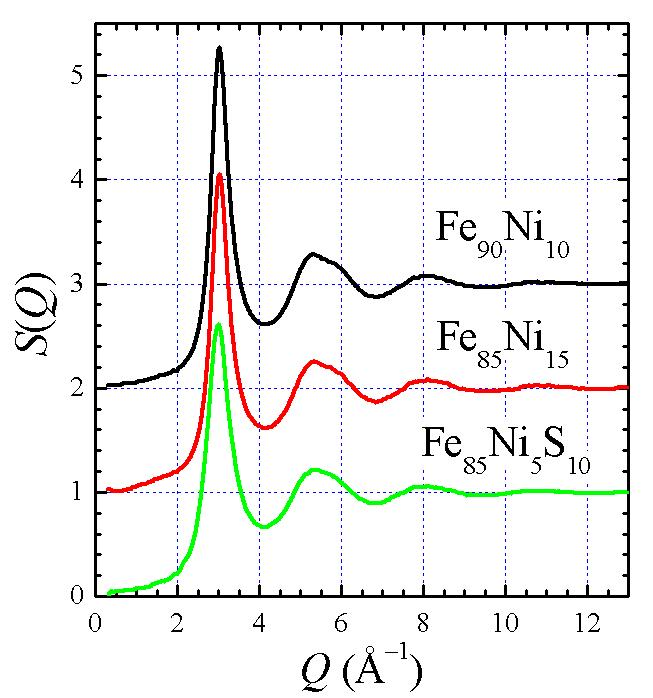 5
4
3
2
1
0
S(Q)
Fe₉₀Ni₁₀
Fe₈₅Ni₁₅
Fe₈₅Ni₅S₁₀
0 2 4 6 8 10 12
Q (Å⁻¹)